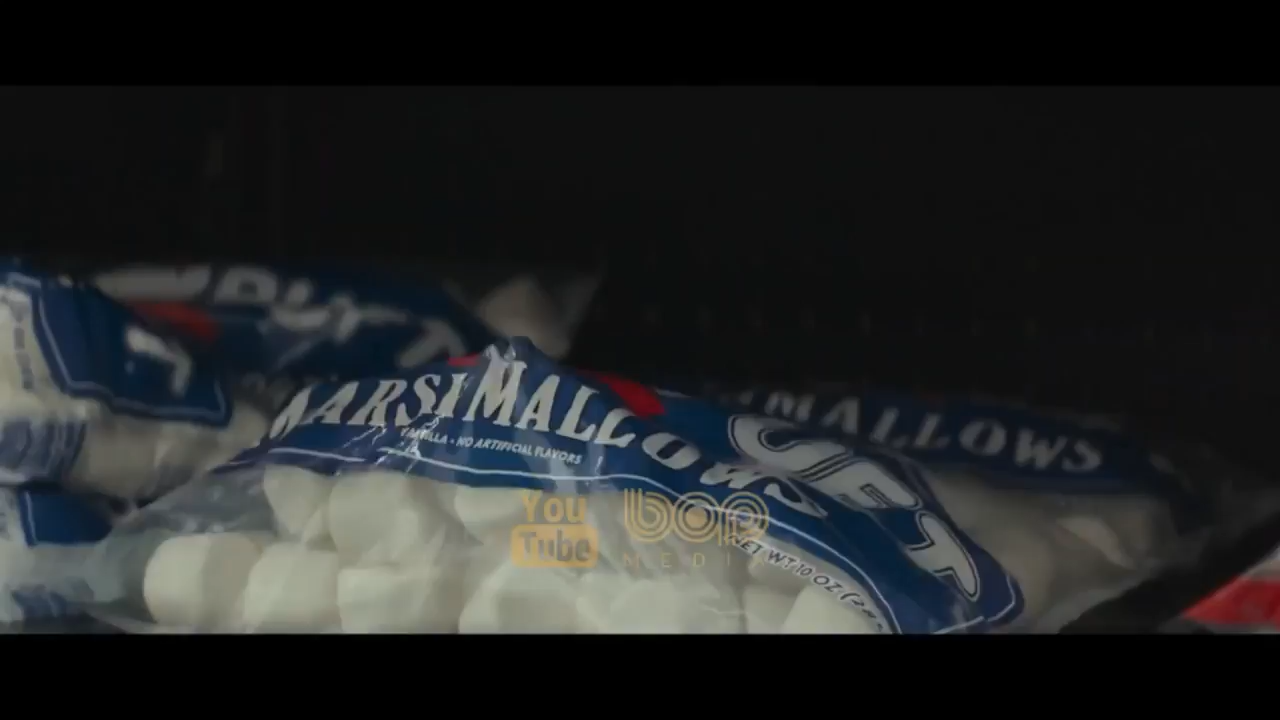 MARSHMALLOWS
VANILLA - NO ARTIFICIAL FLAVORS
MALLOWS
NET WT 10 OZ
You
Tube
bop
MEDIA